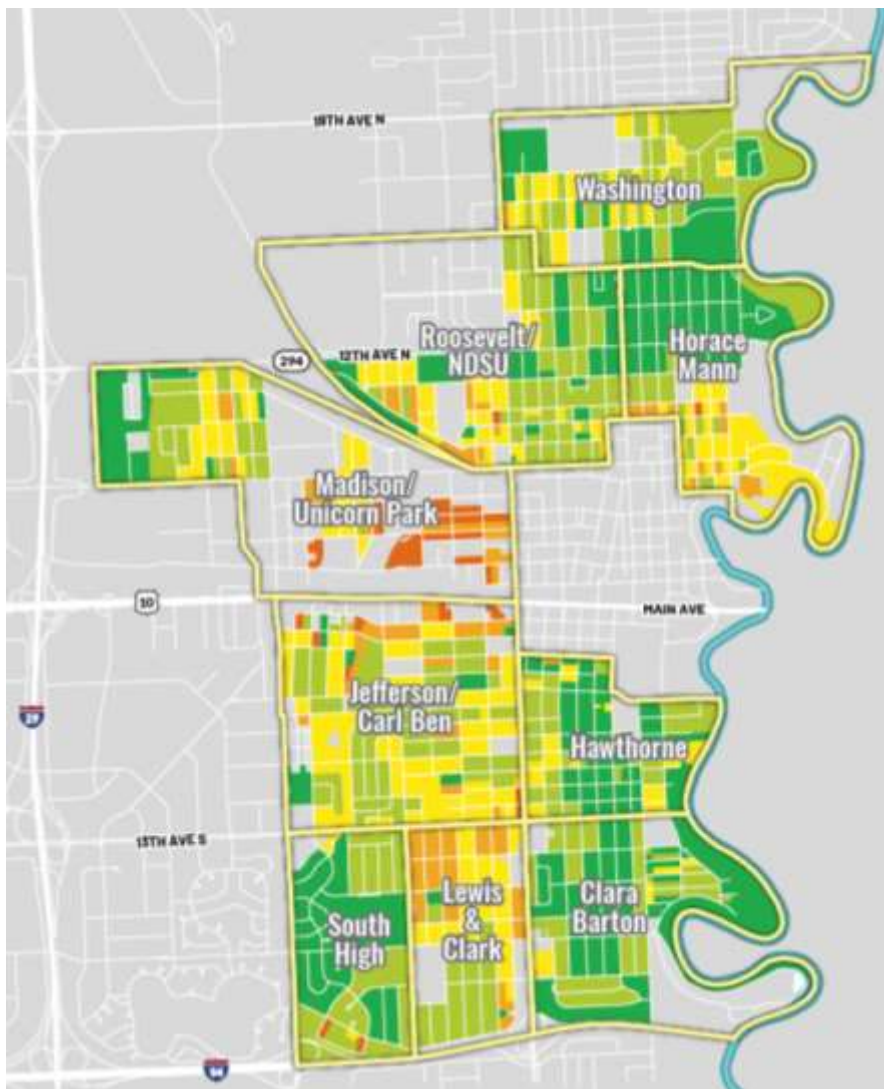 19TH AVE N
Washington
12TH AVE N
Roosevelt/
NDSU
Horace
Mann
294
Madison/
Unicorn Park
10
MAIN AVE
Jefferson/
Carl Ben
29
Hawthorne
13TH AVE S
South
High
Lewis
&
Clark
Clara
Barton
94